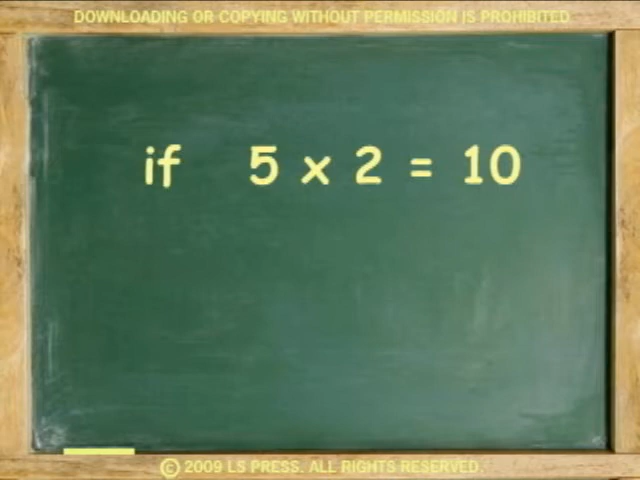 DOWNLOADING OR COPYING WITHOUT PERMISSION IS PROHIBITED
if 5 x 2 = 10
© 2009 LS PRESS. ALL RIGHTS RESERVED.